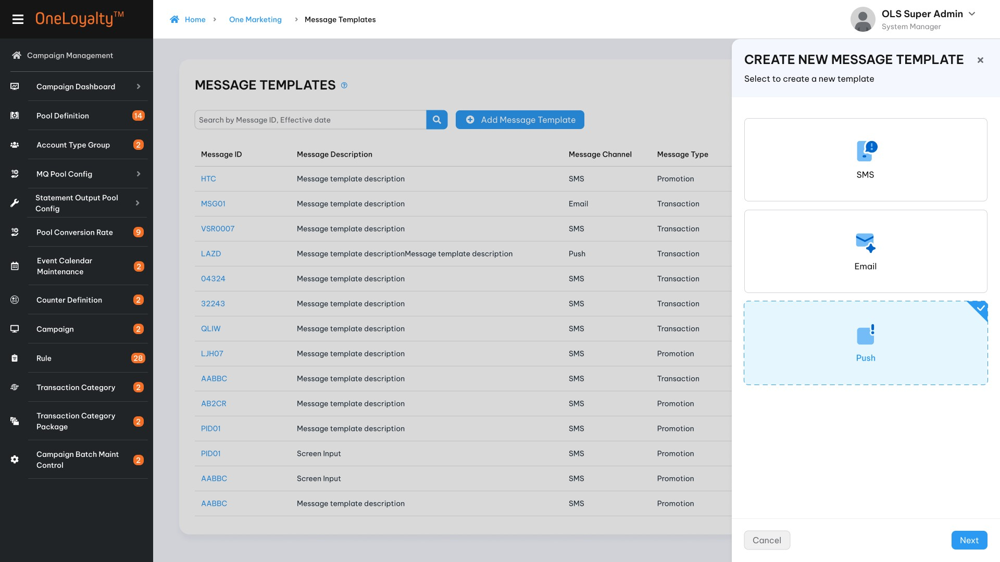 OneLoyalty™
Home > One Marketing > Message Templates
OLS Super Admin
System Manager
Campaign Management
Campaign Dashboard
Pool Definition 14
Account Type Group 2
MQ Pool Config
Statement Output Pool
Config
Pool Conversion Rate 9
Event Calendar
Maintenance 2
Counter Definition 2
Campaign 2
Rule 28
Transaction Category 2
Transaction Category
Package 2
Campaign Batch Maint
Control 2
MESSAGE TEMPLATES
Search by Message ID, Effective date
Add Message Template
Message ID Message Description Message Channel Message Type
HTC Message template description SMS Promotion
MSG01 Message template description Email Transaction
VSR0007 Message template description SMS Transaction
LAZD Message template descriptionMessage template description Push Transaction
04324 Message template description SMS Transaction
32243 Message template description SMS Transaction
QLIW Message template description SMS Transaction
LJH07 Message template description SMS Promotion
AABBC Message template description SMS Transaction
AB2CR Message template description SMS Promotion
PID01 Message template description SMS Promotion
PID01 Screen Input SMS Promotion
AABBC Screen Input SMS Promotion
AABBC Message template description SMS Promotion
CREATE NEW MESSAGE TEMPLATE
Select to create a new template
SMS
Email
Push
Cancel
Next